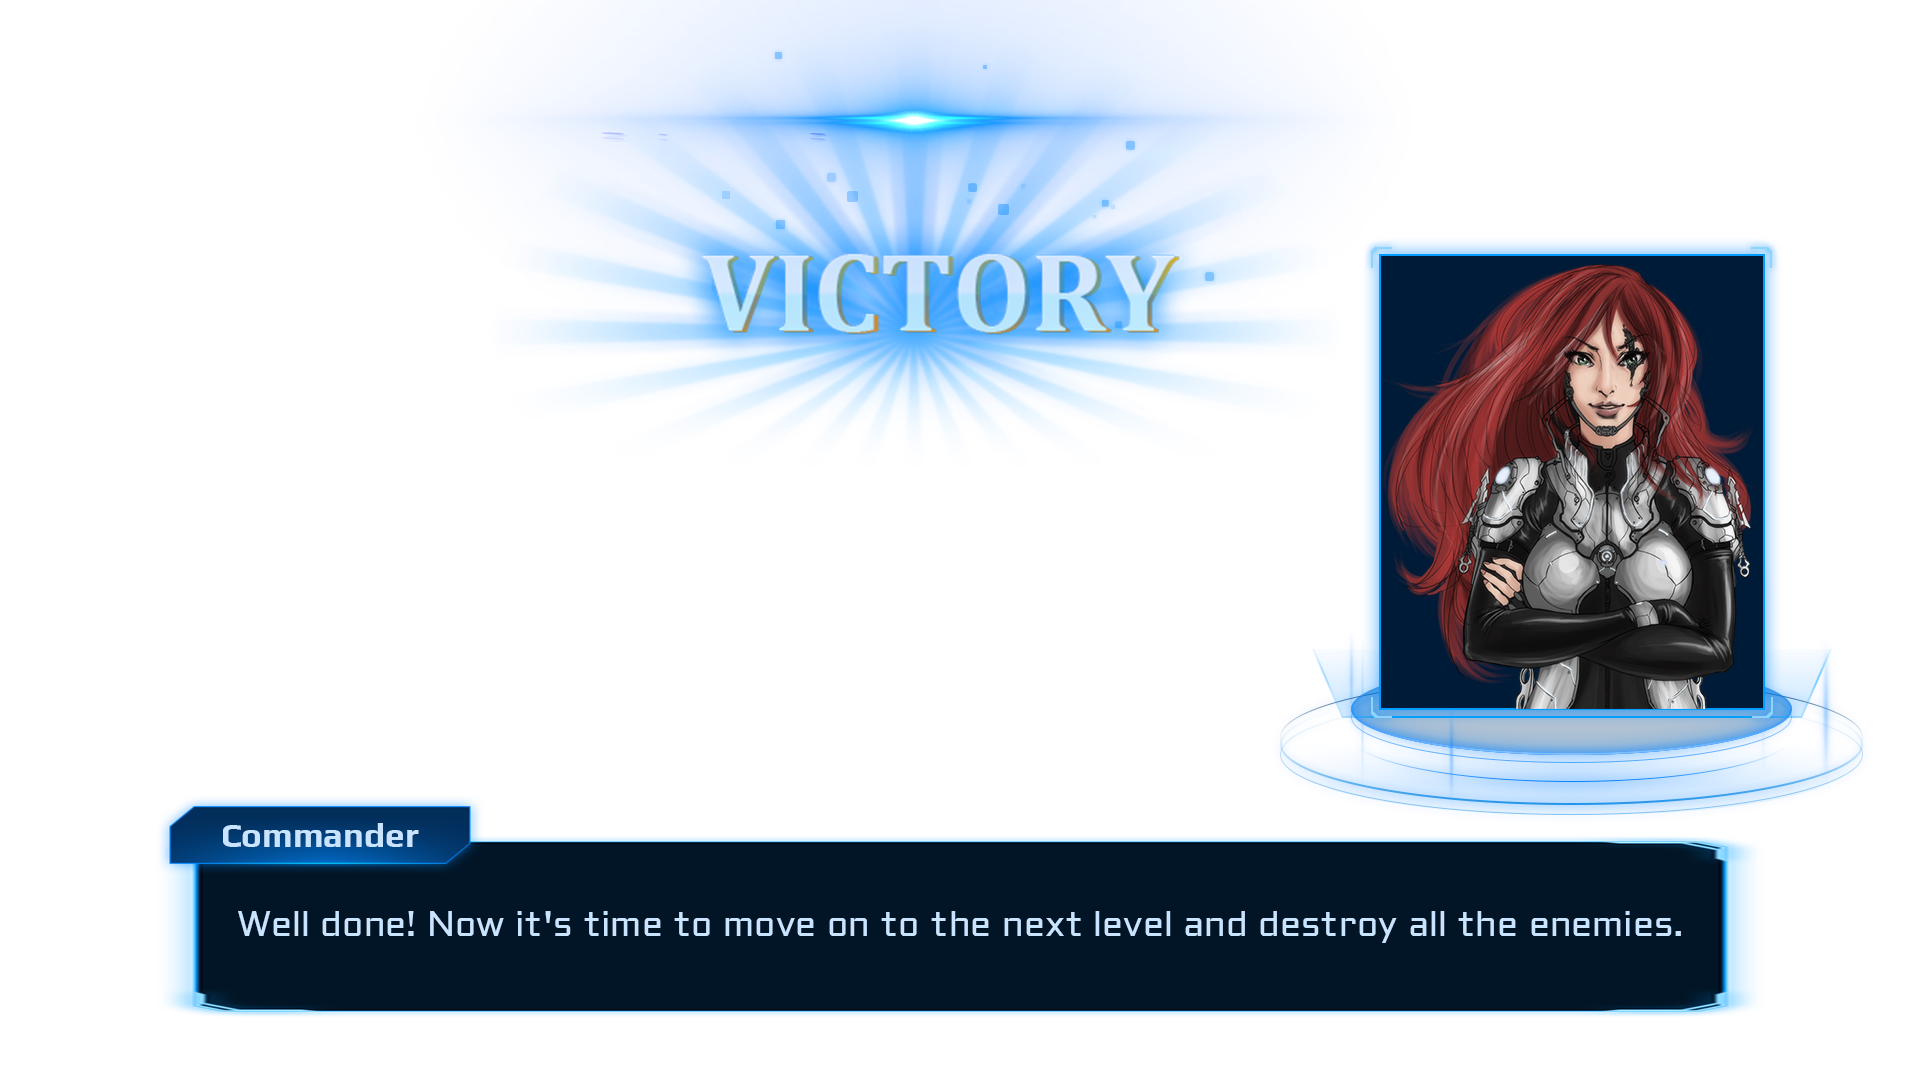 VICTORY
Commander
Well done! Now it's time to move on to the next level and destroy all the enemies.